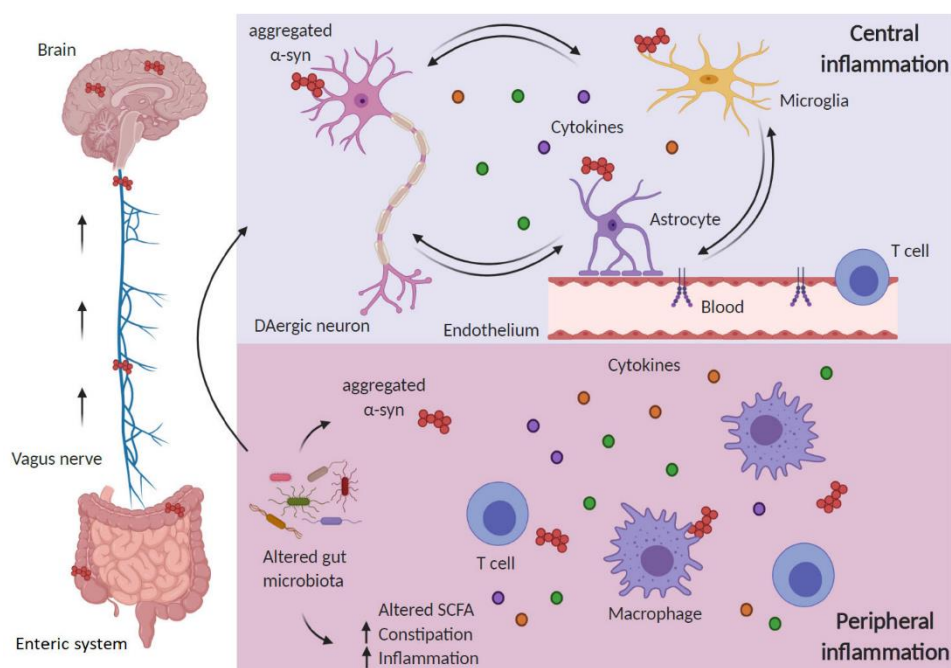 Brain
Vagus nerve
Enteric system
aggregated
α-syn
Cytokines
Central
inflammation
Microglia
Astrocyte
T cell
Blood
DAergic neuron
Endothelium
aggregated
α-syn
Cytokines
Altered gut
microbiota
T cell
Macrophage
Altered SCFA
Constipation
Inflammation
Peripheral
inflammation